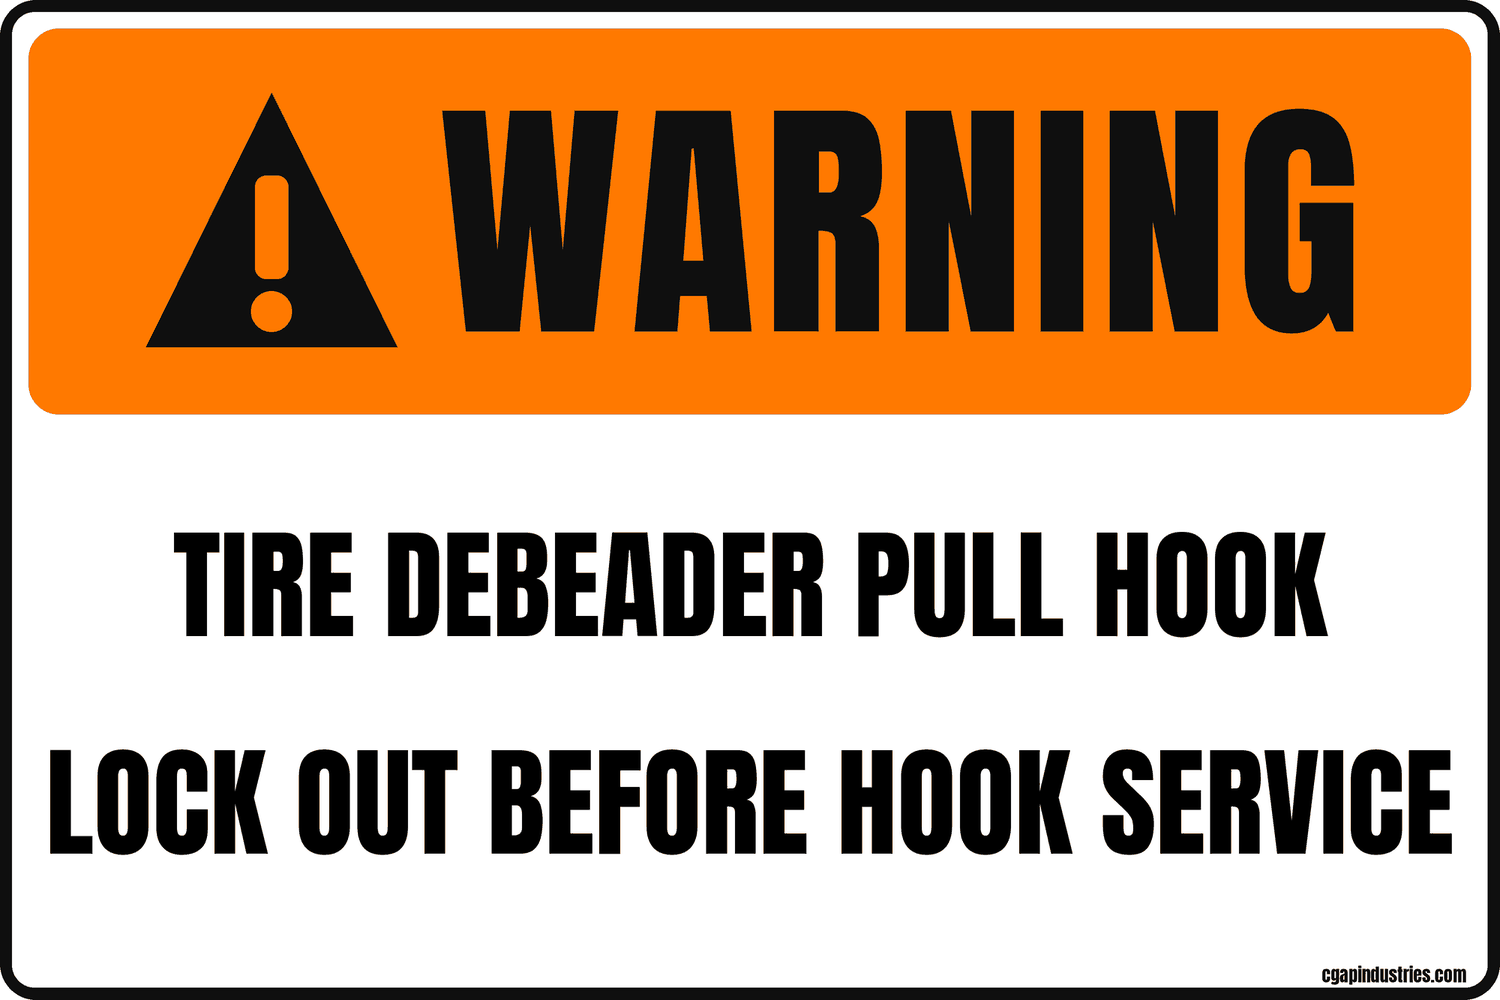 WARNING
TIRE DEBEADER PULL HOOK
LOCK OUT BEFORE HOOK SERVICE
cgapindustries.com